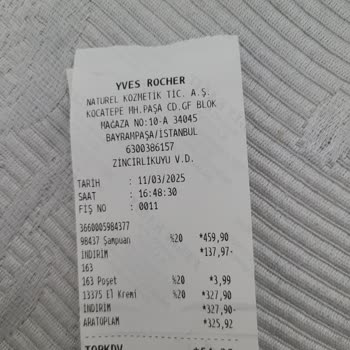 YVES ROCHER
NATUREL KOZMETIK TIC. A.Ş.
KOCATEPE MH.PAŞA CD.GF BLOK
MAĞAZA NO:10-A 34045
BAYRAMPAŞA/İSTANBUL
6300386157
ZINCIRLIKUYU V.D.
TARİH : 11/03/2025
SAAT : 16:48:30
FİŞ NO : 0011
3660005984377
98437 Şampuan %20 *459,90
İNDİRİM *137,97-
163
163 Poşet %20 *3,99
13375 El Kremi %20 *327,90
İNDİRİM *327,90-
ARATOPLAM *325,92
TOPKDV